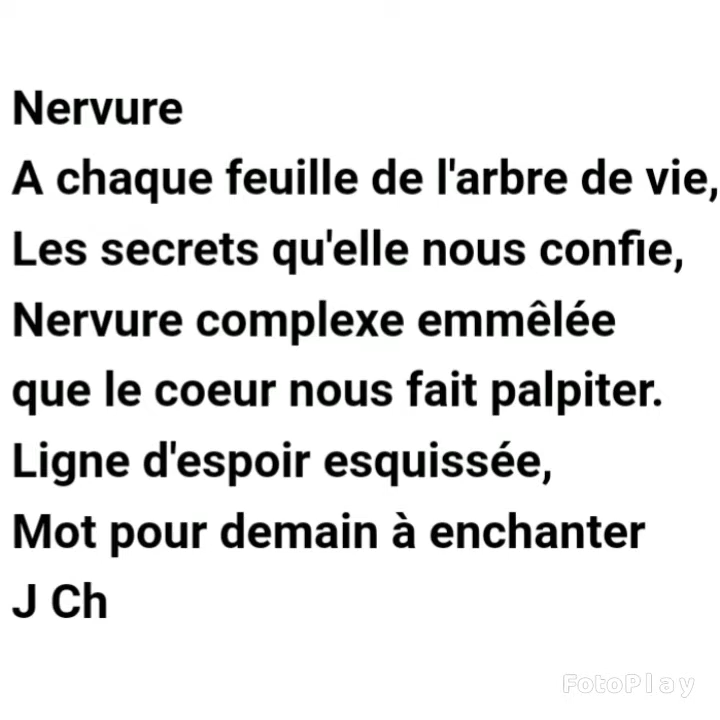 Nervure
A chaque feuille de l'arbre de vie,
Les secrets qu'elle nous confie,
Nervure complexe emmêlée
que le coeur nous fait palpiter.
Ligne d'espoir esquissée,
Mot pour demain à enchanter
J Ch
FotoPlay